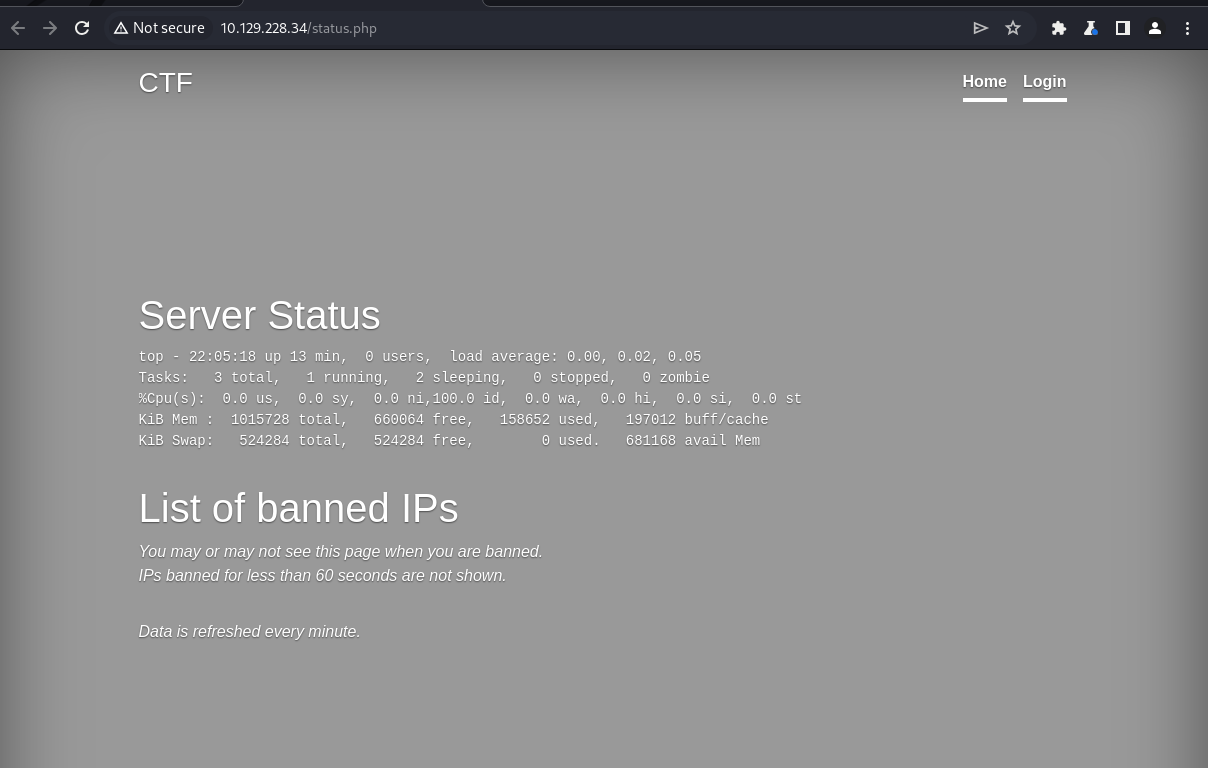 Not secure 10.129.228.34/status.php
CTF
Home Login
Server Status
top - 22:05:18 up 13 min,  0 users,  load average: 0.00, 0.02, 0.05
Tasks:   3 total,   1 running,   2 sleeping,   0 stopped,   0 zombie
%Cpu(s):  0.0 us,  0.0 sy,  0.0 ni,100.0 id,  0.0 wa,  0.0 hi,  0.0 si,  0.0 st
KiB Mem :  1015728 total,   660064 free,   158652 used,   197012 buff/cache
KiB Swap:   524284 total,   524284 free,        0 used.   681168 avail Mem
List of banned IPs
You may or may not see this page when you are banned.
IPs banned for less than 60 seconds are not shown.
Data is refreshed every minute.